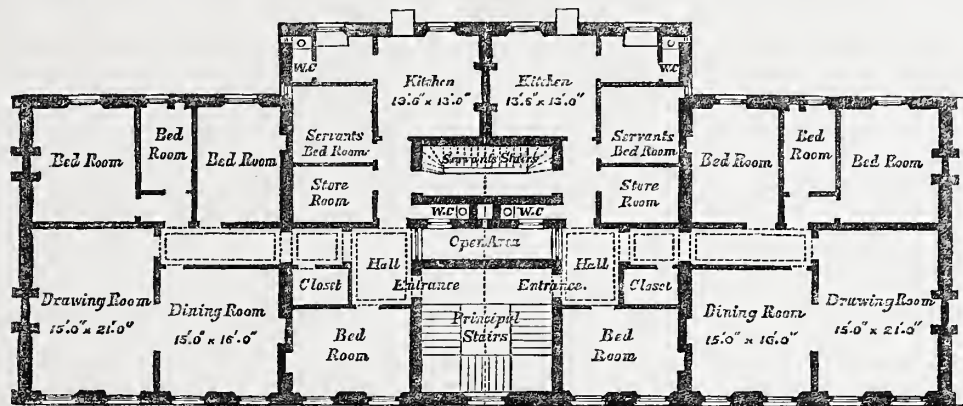 W.C
Kitchen
13'.6" x 13'.0"
Kitchen
13'.6" x 13'.0"
W.C
Bed Room
Bed
Room
Bed Room
Servants
Bed Room
Servants Stairs
Servants
Bed Room
Bed Room
Bed
Room
Bed Room
Store
Room
Store
Room
W.C
W.C
Open Area
Hall
Hall
Closet
Entrance
Entrance.
Closet
Drawing Room
15'.0" x 21'.0"
Dining Room
15'.0" x 16'.0"
Bed
Room
Principal
Stairs
Bed
Room
Dining Room
15'.0" x 16'.0"
Drawing Room
15'.0" x 21'.0"